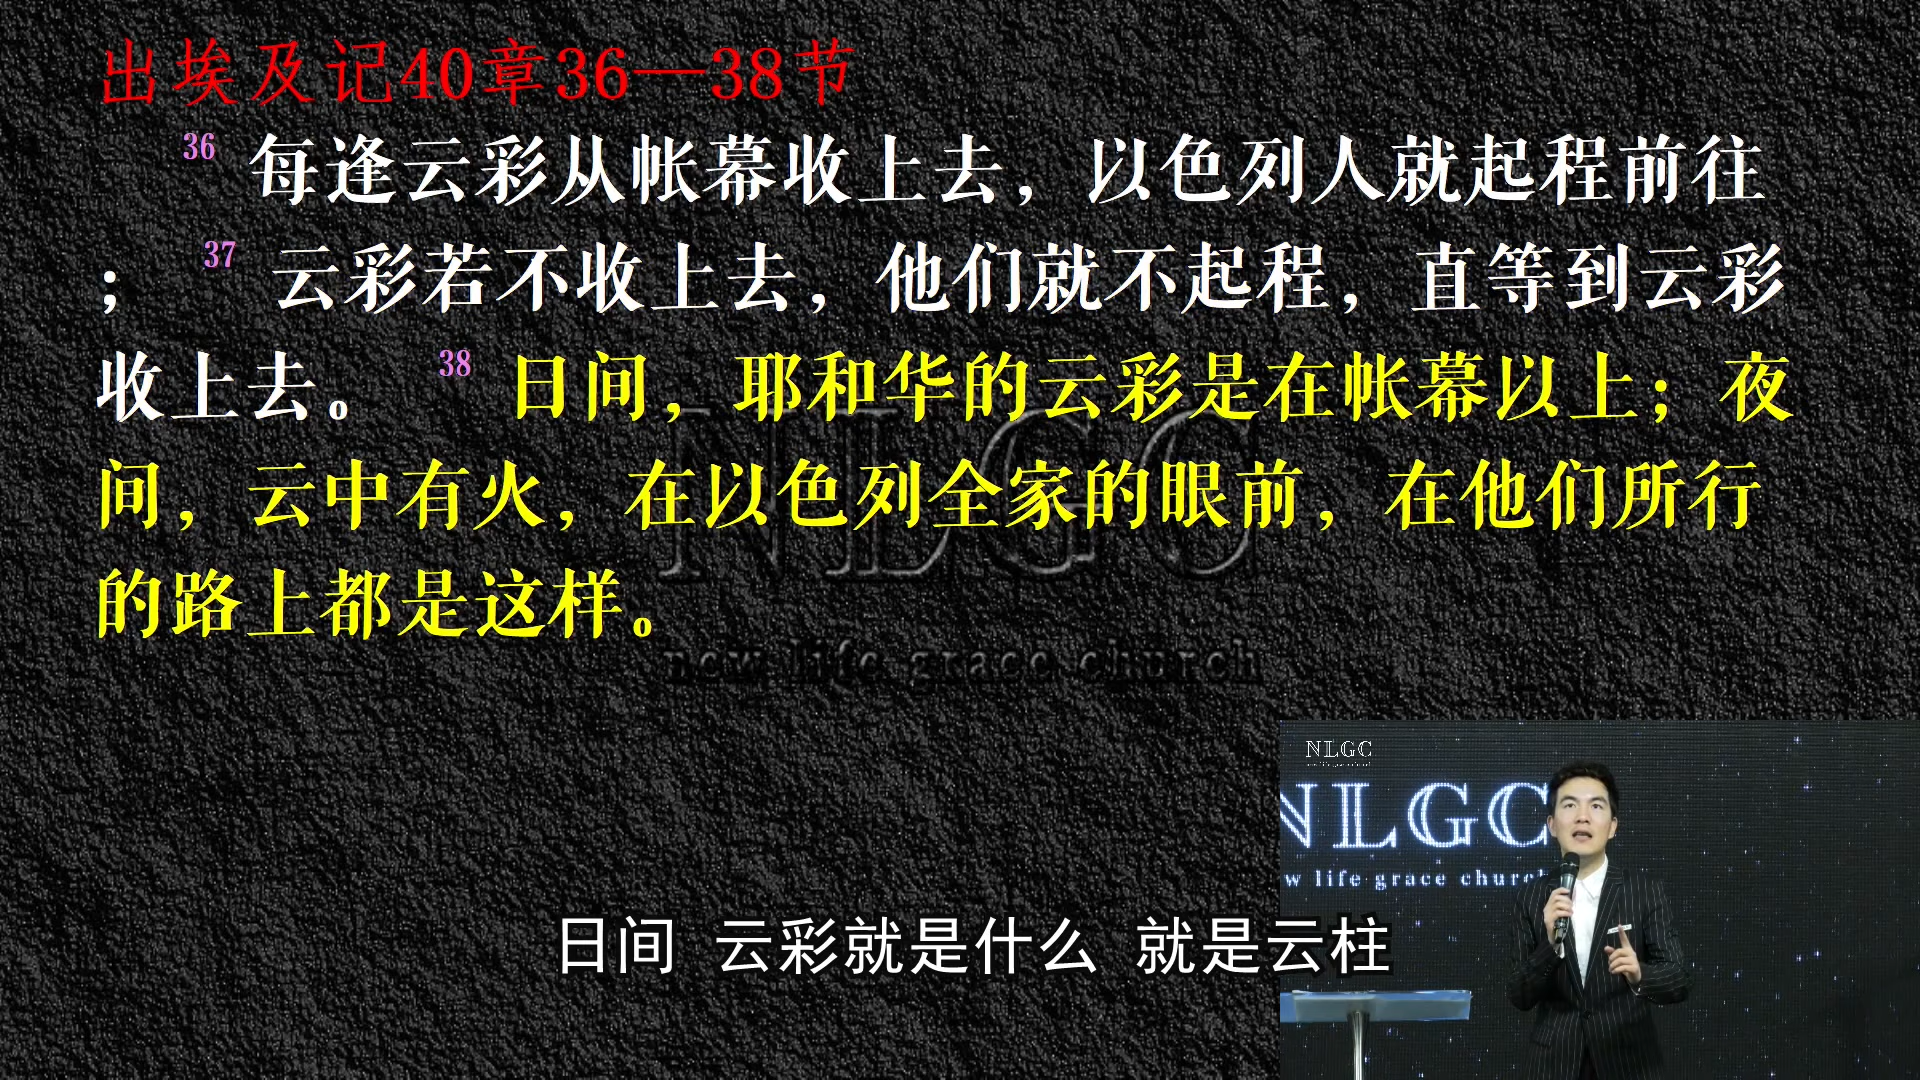 出埃及记40章36—38节
36 每逢云彩从帐幕收上去，以色列人就起程前往
； 37 云彩若不收上去，他们就不起程，直等到云彩
收上去。 38 日间，耶和华的云彩是在帐幕以上；夜
间，云中有火，在以色列全家的眼前，在他们所行
的路上都是这样。
NLGC
new life grace church
NLGC
NLGC
w life grace church
日间 云彩就是什么 就是云柱